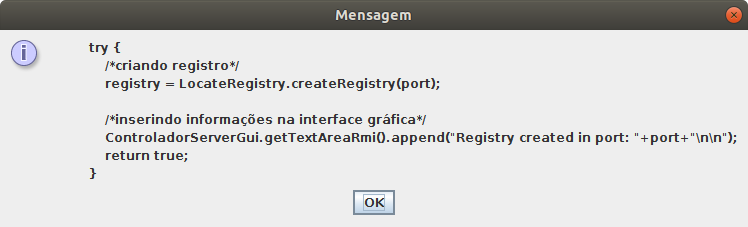 Mensagem
try {
/*criando registro*/
registry = LocateRegistry.createRegistry(port);
/*inserindo informações na interface gráfica*/
ControladorServerGui.getTextAreaRmi().append("Registry created in port: "+port+"\n\n");
return true;
}
OK